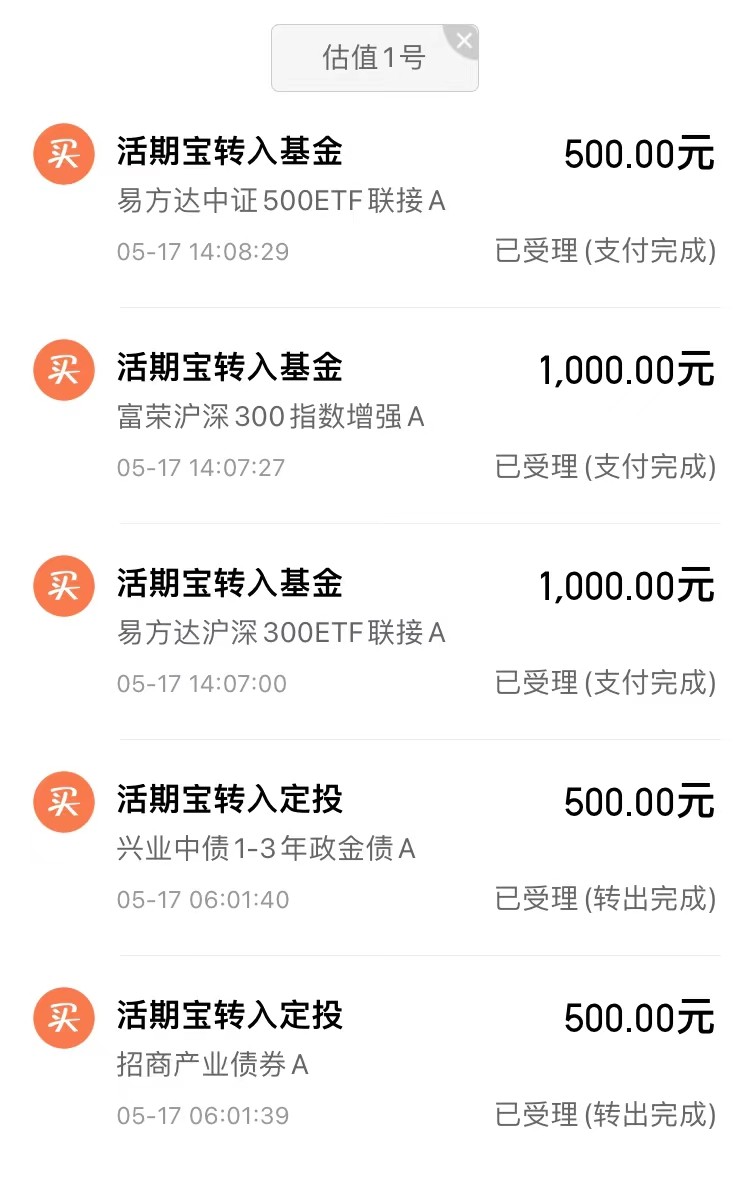 估值1号
买 活期宝转入基金 500.00元
易方达中证500ETF联接A
05-17 14:08:29 已受理(支付完成)
买 活期宝转入基金 1,000.00元
富荣沪深300指数增强A
05-17 14:07:27 已受理(支付完成)
买 活期宝转入基金 1,000.00元
易方达沪深300ETF联接A
05-17 14:07:00 已受理(支付完成)
买 活期宝转入定投 500.00元
兴业中债1-3年政金债A
05-17 06:01:40 已受理(转出完成)
买 活期宝转入定投 500.00元
招商产业债券A
05-17 06:01:39 已受理(转出完成)